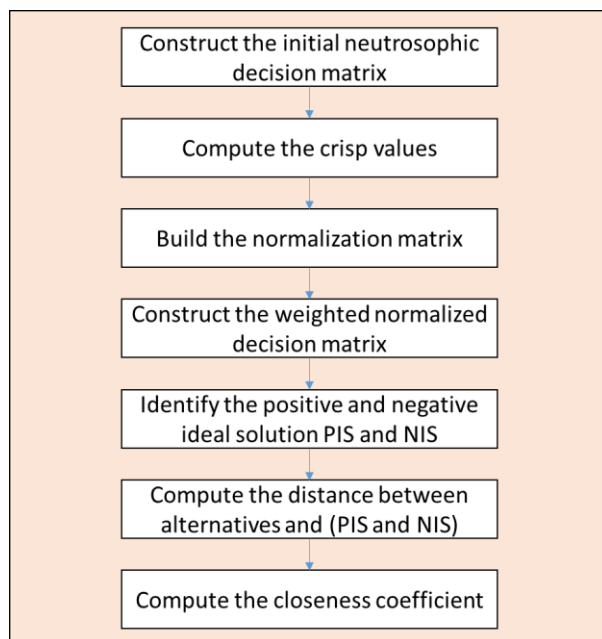 Construct the initial neutrosophic
decision matrix
Compute the crisp values
Build the normalization matrix
Construct the weighted normalized
decision matrix
Identify the positive and negative
ideal solution PIS and NIS
Compute the distance between
alternatives and (PIS and NIS)
Compute the closeness coefficient